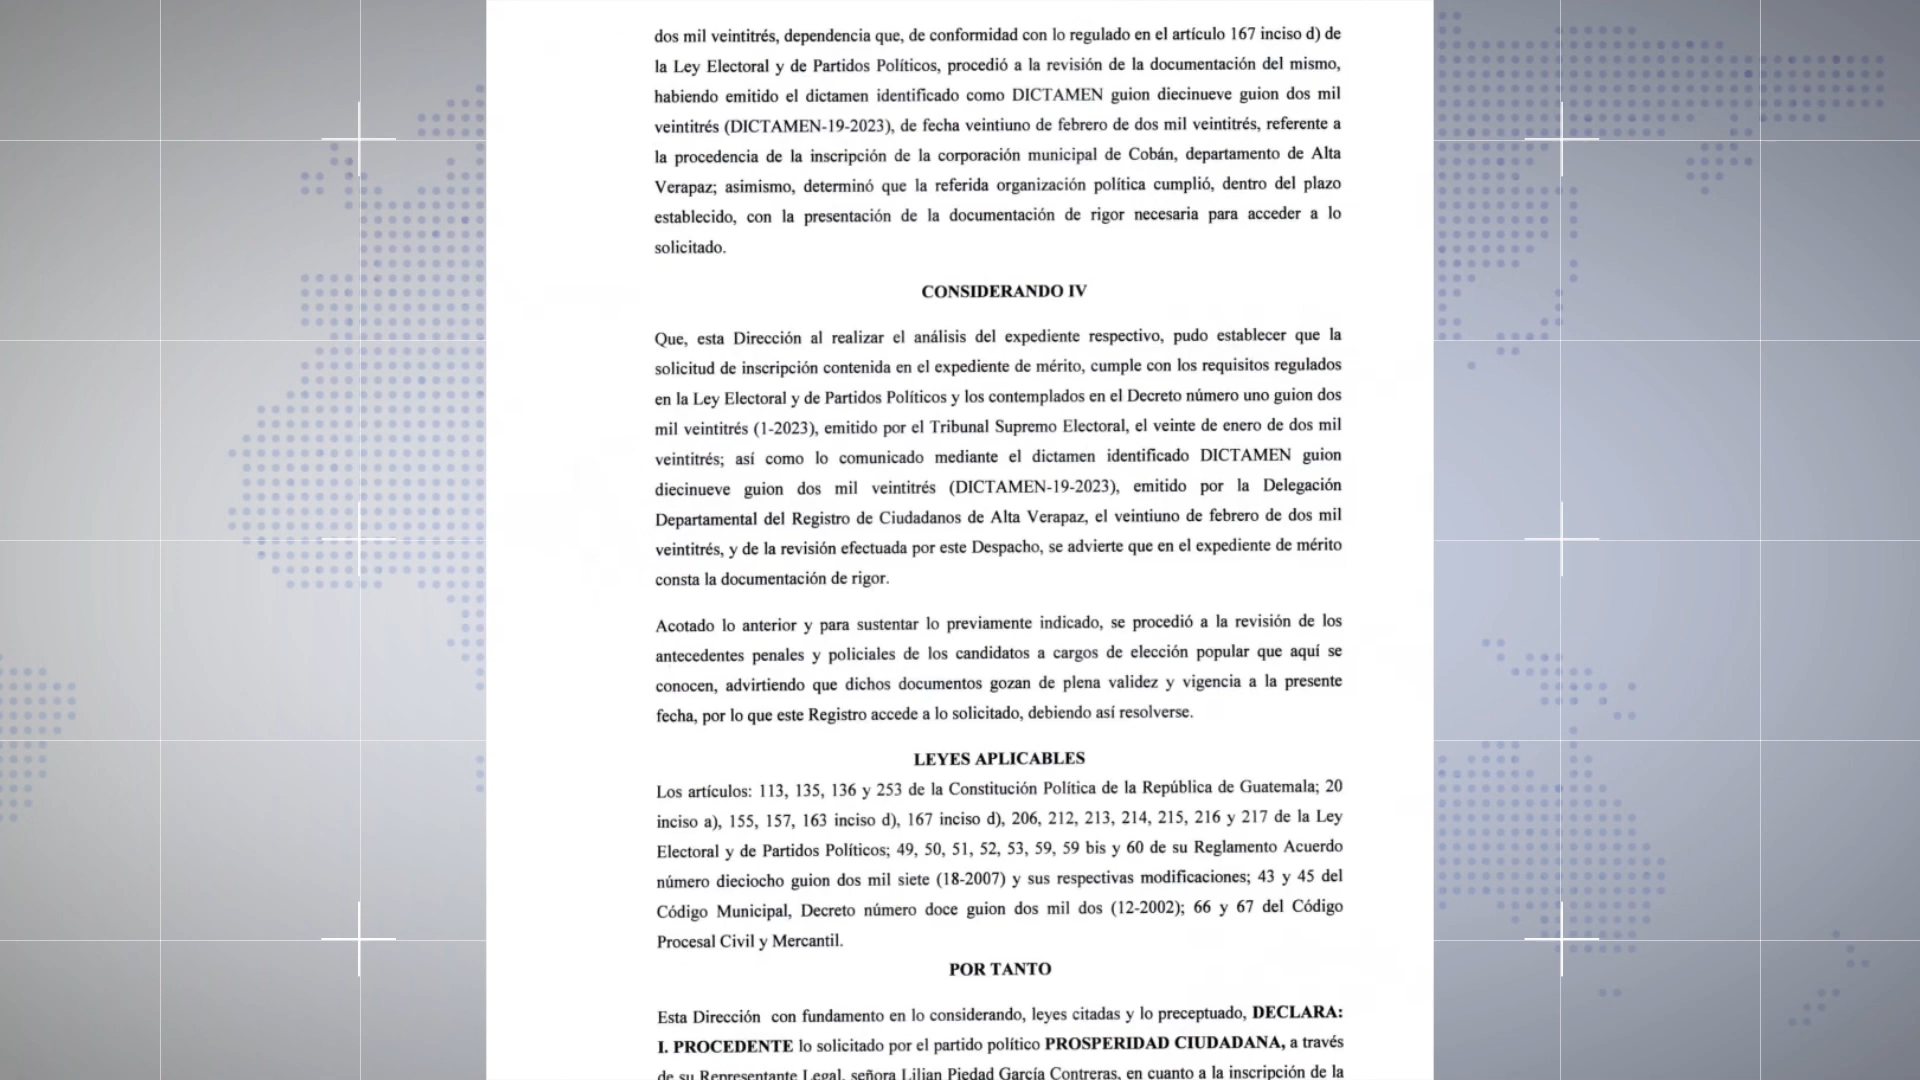 dos mil veintitrés, dependencia que, de conformidad con lo regulado en el artículo 167 inciso d) de
la Ley Electoral y de Partidos Políticos, procedió a la revisión de la documentación del mismo,
habiendo emitido el dictamen identificado como DICTAMEN guion diecinueve guion dos mil
veintitrés (DICTAMEN-19-2023), de fecha veintiuno de febrero de dos mil veintitrés, referente a
la procedencia de la inscripción de la corporación municipal de Cobán, departamento de Alta
Verapaz; asimismo, determinó que la referida organización política cumplió, dentro del plazo
establecido, con la presentación de la documentación de rigor necesaria para acceder a lo
solicitado.
CONSIDERANDO IV
Que, esta Dirección al realizar el análisis del expediente respectivo, pudo establecer que la
solicitud de inscripción contenida en el expediente de mérito, cumple con los requisitos regulados
en la Ley Electoral y de Partidos Políticos y los contemplados en el Decreto número uno guion dos
mil veintitrés (1-2023), emitido por el Tribunal Supremo Electoral, el veinte de enero de dos mil
veintitrés; así como lo comunicado mediante el dictamen identificado DICTAMEN guion
diecinueve guion dos mil veintitrés (DICTAMEN-19-2023), emitido por la Delegación
Departamental del Registro de Ciudadanos de Alta Verapaz, el veintiuno de febrero de dos mil
veintitrés, y de la revisión efectuada por este Despacho, se advierte que en el expediente de mérito
consta la documentación de rigor.
Acotado lo anterior y para sustentar lo previamente indicado, se procedió a la revisión de los
antecedentes penales y policiales de los candidatos a cargos de elección popular que aquí se
conocen, advirtiendo que dichos documentos gozan de plena validez y vigencia a la presente
fecha, por lo que este Registro accede a lo solicitado, debiendo así resolverse.
LEYES APLICABLES
Los artículos: 113, 135, 136 y 253 de la Constitución Política de la República de Guatemala; 20
inciso a), 155, 157, 163 inciso d), 167 inciso d), 206, 212, 213, 214, 215, 216 y 217 de la Ley
Electoral y de Partidos Políticos; 49, 50, 51, 52, 53, 59, 59 bis y 60 de su Reglamento Acuerdo
número dieciocho guion dos mil siete (18-2007) y sus respectivas modificaciones; 43 y 45 del
Código Municipal, Decreto número doce guion dos mil dos (12-2002); 66 y 67 del Código
Procesal Civil y Mercantil.
POR TANTO
Esta Dirección con fundamento en lo considerando, leyes citadas y lo preceptuado, DECLARA:
I. PROCEDENTE lo solicitado por el partido político PROSPERIDAD CIUDADANA, a través
de su Representante Legal, señora Lilian Piedad García Contreras, en cuanto a la inscripción de la